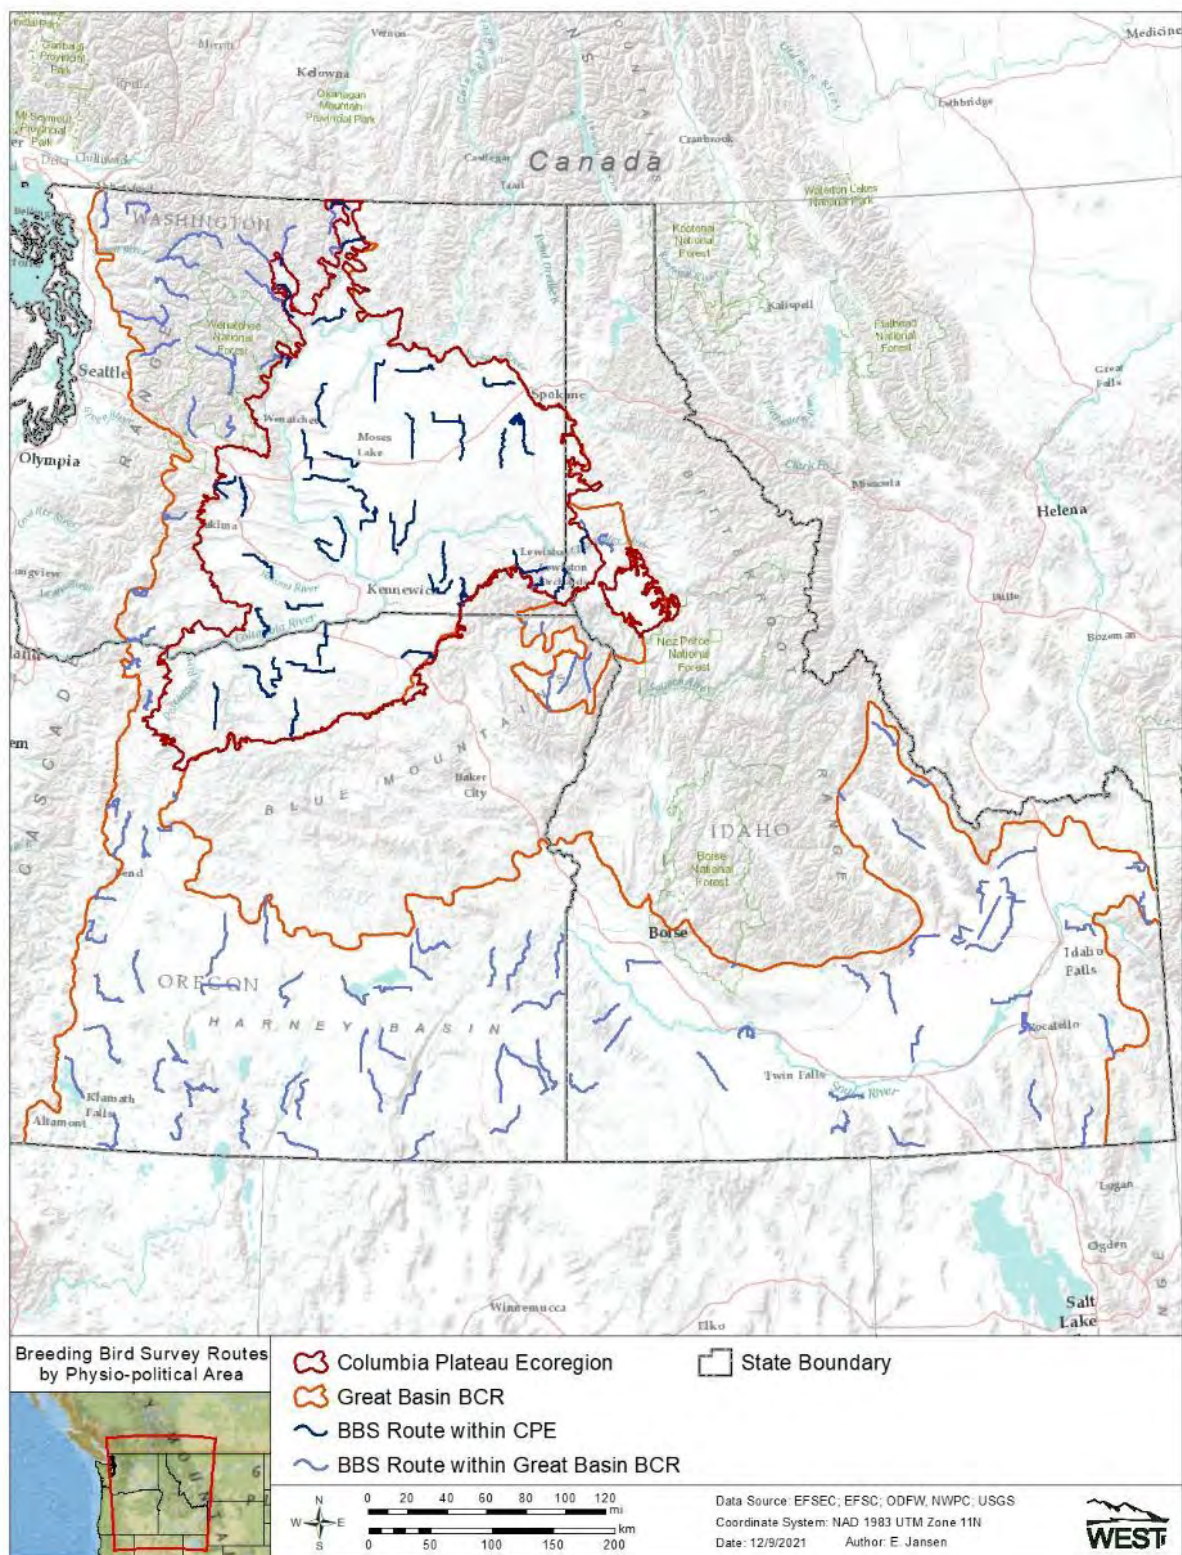 Vernon
Medicine
Merritt
Kelowna
Okanagan
Mountain
Provincial Park
Lethbridge
Cranbrook
Castlegar
Trail
Canada
Waterton Lakes
National Park
WASHINGTON
Kootenai
National
Forest
Kalispell
Flathead
National
Forest
Wenatchee
National
Forest
Seattle
Great
Falls
Spokane
Wenatchee
Moses
Lake
Olympia
Clark Fork
Missoula
Helena
Yakima
Kennewick
Columbia River
Butte
Bozeman
Nez Perce
National
Forest
CASCADE
RANGE
BLUE MOUNTAINS
Baker
City
IDAHO
Boise
National
Forest
Boise
Idaho
Falls
OREGON
HARNEY BASIN
Pocatello
Twin Falls
Snake River
Klamath
Falls
Altamont
Logan
Ogden
Winnemucca
Elko
Salt
Lake
Breeding Bird Survey Routes
by Physio-political Area
Columbia Plateau Ecoregion
State Boundary
Great Basin BCR
BBS Route within CPE
BBS Route within Great Basin BCR
N
W E
S
0 20 40 60 80 100 120
mi
km
0 50 100 150 200
Data Source: EFSEC; EFSC; ODFW, NWPC; USGS
Coordinate System: NAD 1983 UTM Zone 11N
Date: 12/9/2021 Author: E. Jansen
WEST